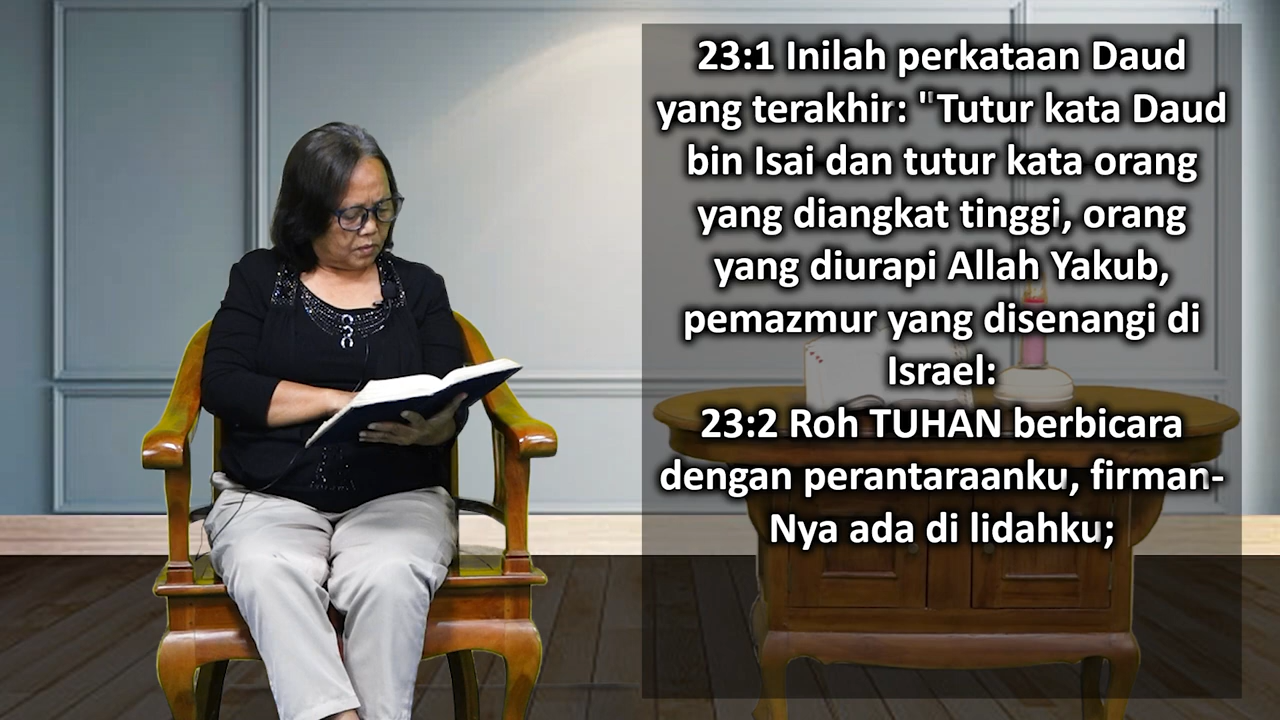 23:1 Inilah perkataan Daud
yang terakhir: "Tutur kata Daud
bin Isai dan tutur kata orang
yang diangkat tinggi, orang
yang diurapi Allah Yakub,
pemazmur yang disenangi di
Israel:
23:2 Roh TUHAN berbicara
dengan perantaraanku, firman-
Nya ada di lidahku;